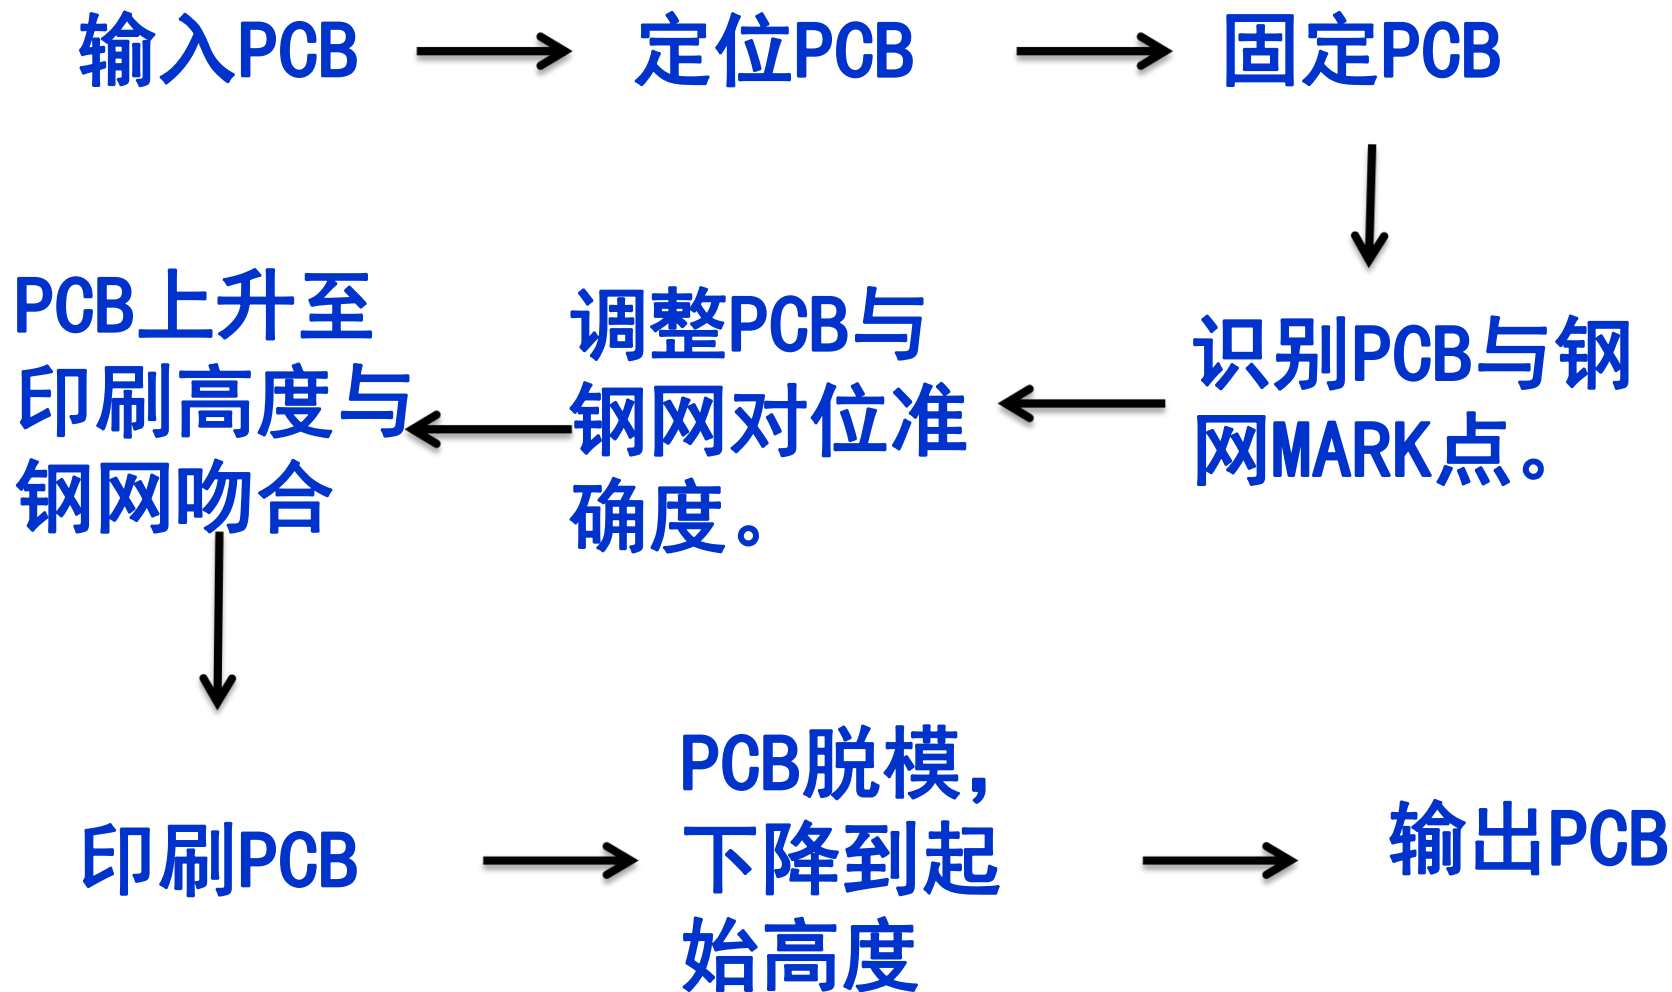 输入PCB
定位PCB
固定PCB
识别PCB与钢
网MARK点。
调整PCB与
钢网对位准
确度。
PCB上升至
印刷高度与
钢网吻合
印刷PCB
PCB脱模，
下降到起
始高度
输出PCB